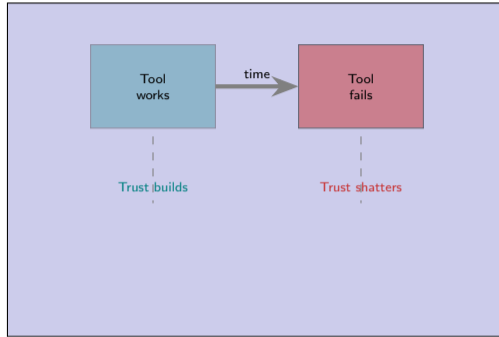 Tool
works
time
Tool
fails
Trust builds
Trust shatters